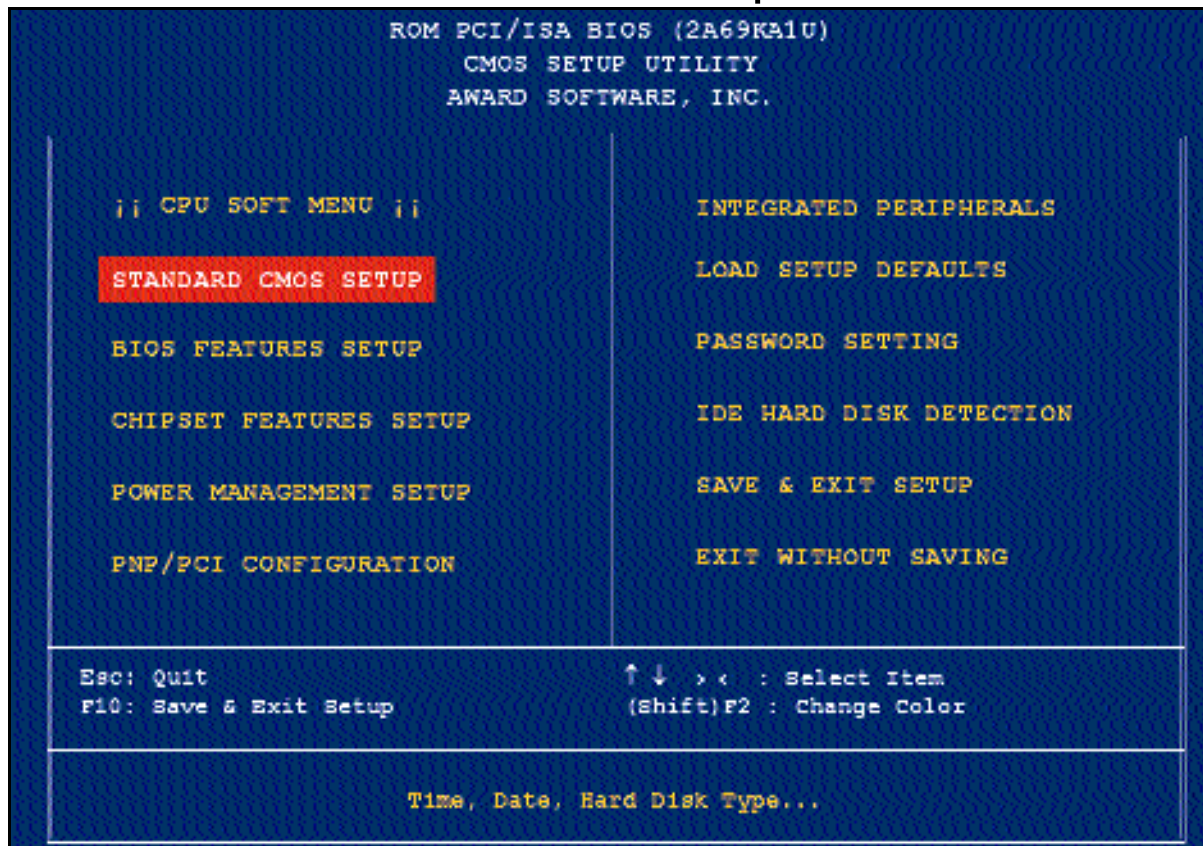 ROM PCI/ISA BIOS (2A69KA1U)
CMOS SETUP UTILITY
AWARD SOFTWARE, INC.
¡¡ CPU SOFT MENU ¡¡
STANDARD CMOS SETUP
BIOS FEATURES SETUP
CHIPSET FEATURES SETUP
POWER MANAGEMENT SETUP
PNP/PCI CONFIGURATION
INTEGRATED PERIPHERALS
LOAD SETUP DEFAULTS
PASSWORD SETTING
IDE HARD DISK DETECTION
SAVE & EXIT SETUP
EXIT WITHOUT SAVING
Esc: Quit
F10: Save & Exit Setup
↑↓ > < : Select Item
(Shift)F2 : Change Color
Time, Date, Hard Disk Type...